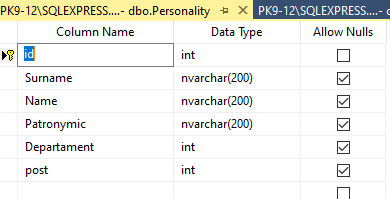 PK9-12\SQLEXPRESS....- dbo.Personality PK9-12\SQLEXPRESS....- d
Column Name Data Type Allow Nulls
id int
Surname nvarchar(200)
Name nvarchar(200)
Patronymic nvarchar(200)
Departament int
post int